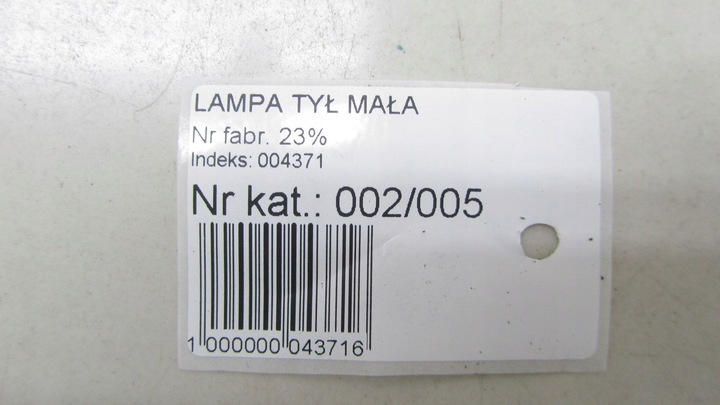 LAMPA TYŁ MAŁA
Nr fabr. 23%
Indeks: 004371
Nr kat.: 002/005
1 000000 043716